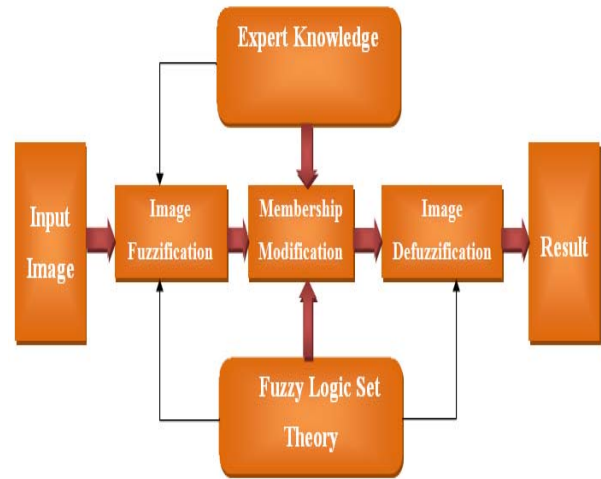 Expert Knowledge
Input
Image
Image
Fuzzification
Membership
Modification
Image
Defuzzification
Result
Fuzzy Logic Set
Theory